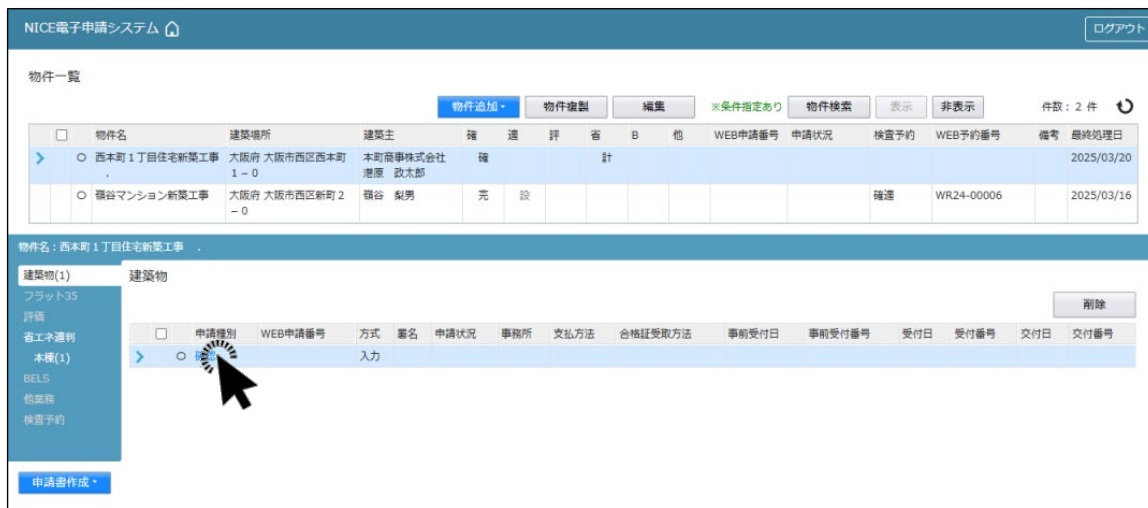 NICE電子申請システム
ログアウト
物件一覧
物件追加 物件複製 編集 ※条件指定あり 物件検索 表示 非表示 件数：2 件
物件名 建築場所 建築主 確 適 評 省 B 他 WEB申請番号 申請状況 検査予約 WEB予約番号 備考 最終処理日
西本町１丁目住宅新築工事 大阪府 大阪市西区西本町 本町商事株式会社 確 計 2025/03/20
． １－０ 港原 政太郎
嶺谷マンション新築工事 大阪府 大阪市西区新町２ 嶺谷 梨男 完 設 確適 WR24-00006 2025/03/16
－０
物件名：西本町１丁目住宅新築工事 ．
建築物(1)
フラット35
評価
省エネ適判
本棟(1)
BELS
他業務
検査予約
建築物
削除
申請種別 WEB申請番号 方式 署名 申請状況 事務所 支払方法 合格証受取方法 事前受付日 事前受付番号 受付日 受付番号 交付日 交付番号
入力
申請書作成